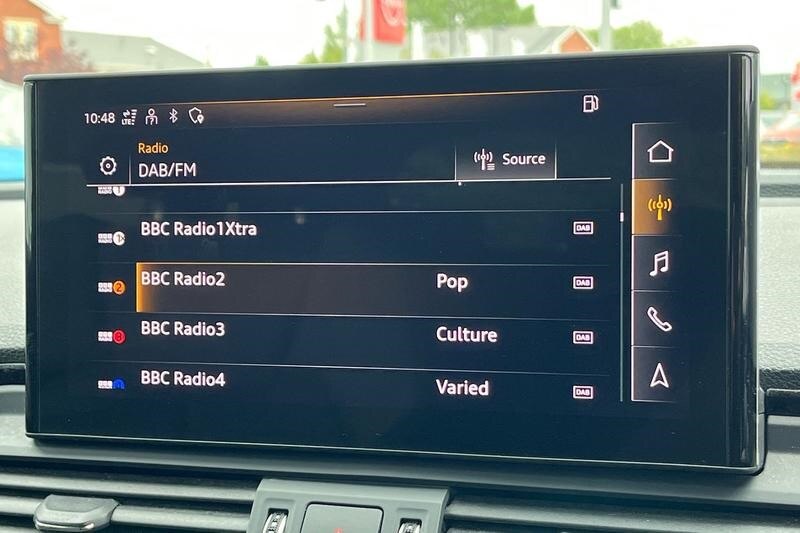 10:48 LTE
Radio
DAB/FM
Source
BBC Radio1Xtra
DAB
BBC Radio2 Pop
DAB
BBC Radio3 Culture
DAB
BBC Radio4 Varied
DAB